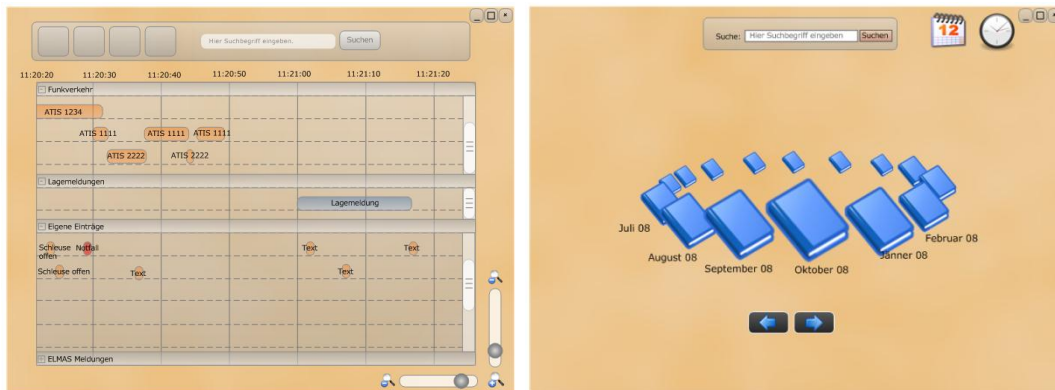 Hier Suchbegriff eingeben.
Suchen
11:20:20 11:20:30 11:20:40 11:20:50 11:21:00 11:21:10 11:21:20
Funkverkehr
ATIS 1234
ATIS 1111 ATIS 1111 ATIS 1111
ATIS 2222 ATIS 2222
Lagemeldungen
Lagemeldung
Eigene Einträge
Schleuse offen Notfall Text Text
Schleuse offen Text Text
ELMAS Meldungen
Suche: Hier Suchbegriff eingeben Suchen
12
Juli 08
August 08
September 08
Oktober 08
Jänner 08
Februar 08